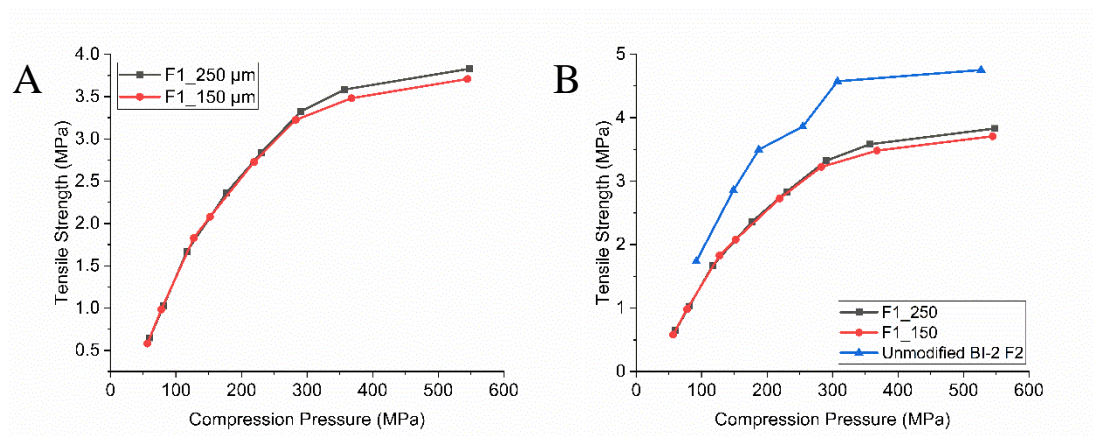 A
F1_250 µm
F1_150 µm
4.0
3.5
3.0
2.5
2.0
1.5
1.0
0.5
0
100
200
300
400
500
600
Tensile Strength (MPa)
Compression Pressure (MPa)
B
5
4
3
2
1
0
0
100
200
300
400
500
600
Tensile Strength (MPa)
Compression Pressure (MPa)
F1_250
F1_150
Unmodified BI-2 F2